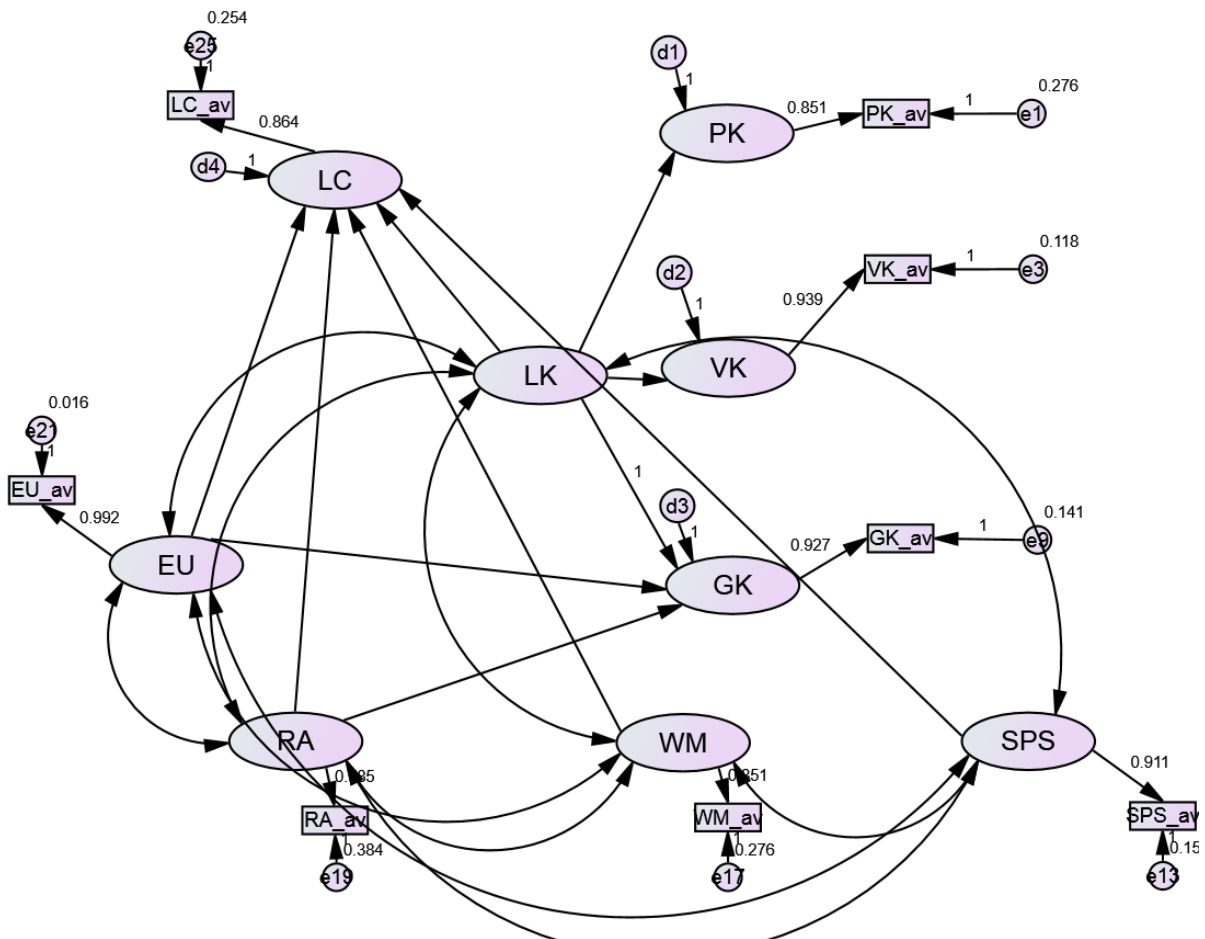 0.254
e25
1
LC_av
0.864
d4
1
LC
d1
1
PK
0.851
PK_av
1
0.276
e1
d2
1
VK
0.939
VK_av
1
0.118
e3
LK
0.016
e21
1
EU_av
0.992
EU
1
d3
1
GK
0.927
GK_av
1
0.141
e9
RA
RA_av
1
0.384
e19
WM
WM_av
1
0.276
e17
SPS
0.911
SPS_av
1
e13